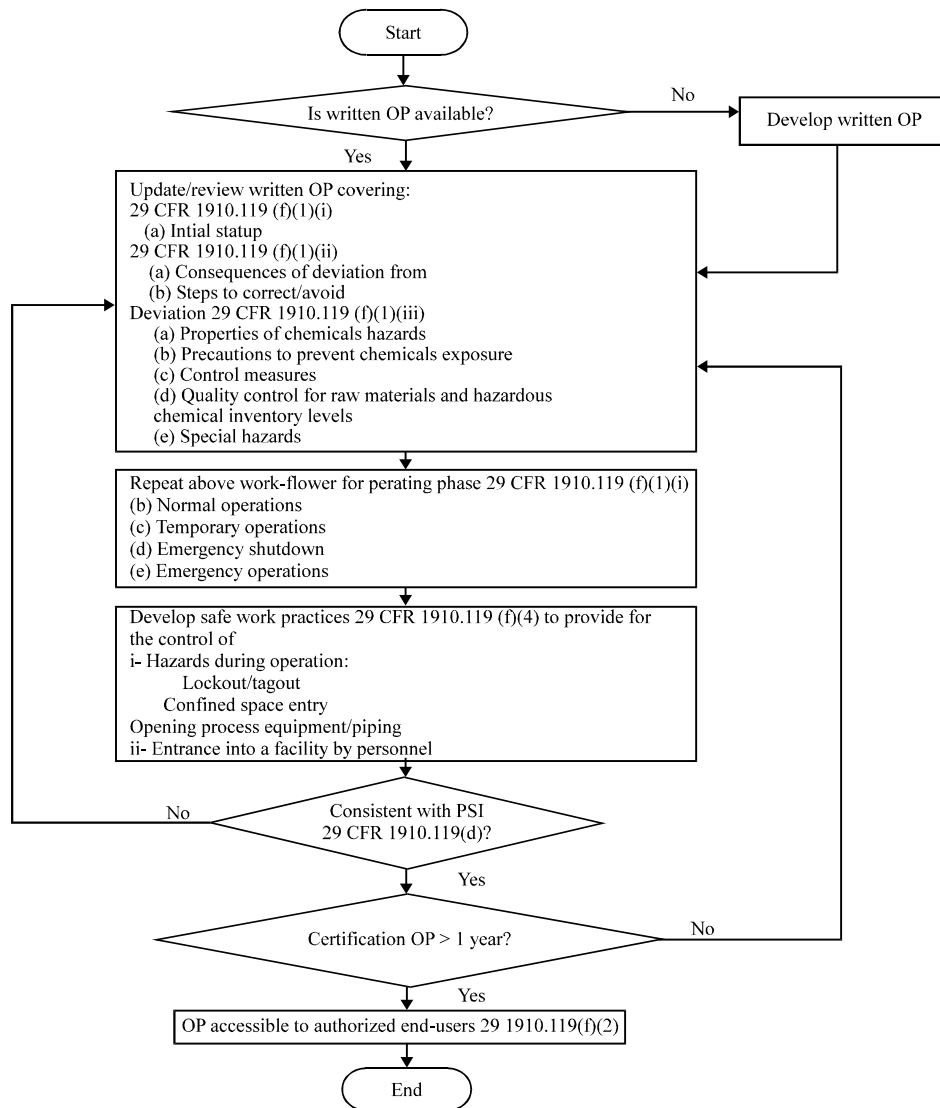 Start
Is written OP available?
No
Develop written OP
Yes
Update/review written OP covering:
29 CFR 1910.119 (f)(1)(i)
(a) Intial statup
29 CFR 1910.119 (f)(1)(ii)
(a) Consequences of deviation from
(b) Steps to correct/avoid
Deviation 29 CFR 1910.119 (f)(1)(iii)
(a) Properties of chemicals hazards
(b) Precautions to prevent chemicals exposure
(c) Control measures
(d) Quality control for raw materials and hazardous
chemical inventory levels
(e) Special hazards
Repeat above work-flower for perating phase 29 CFR 1910.119 (f)(1)(i)
(b) Normal operations
(c) Temporary operations
(d) Emergency shutdown
(e) Emergency operations
Develop safe work practices 29 CFR 1910.119 (f)(4) to provide for
the control of
i- Hazards during operation:
Lockout/tagout
Confined space entry
Opening process equipment/piping
ii- Entrance into a facility by personnel
No
Consistent with PSI
29 CFR 1910.119(d)?
Yes
Certification OP > 1 year?
No
Yes
OP accessible to authorized end-users 29 1910.119(f)(2)
End